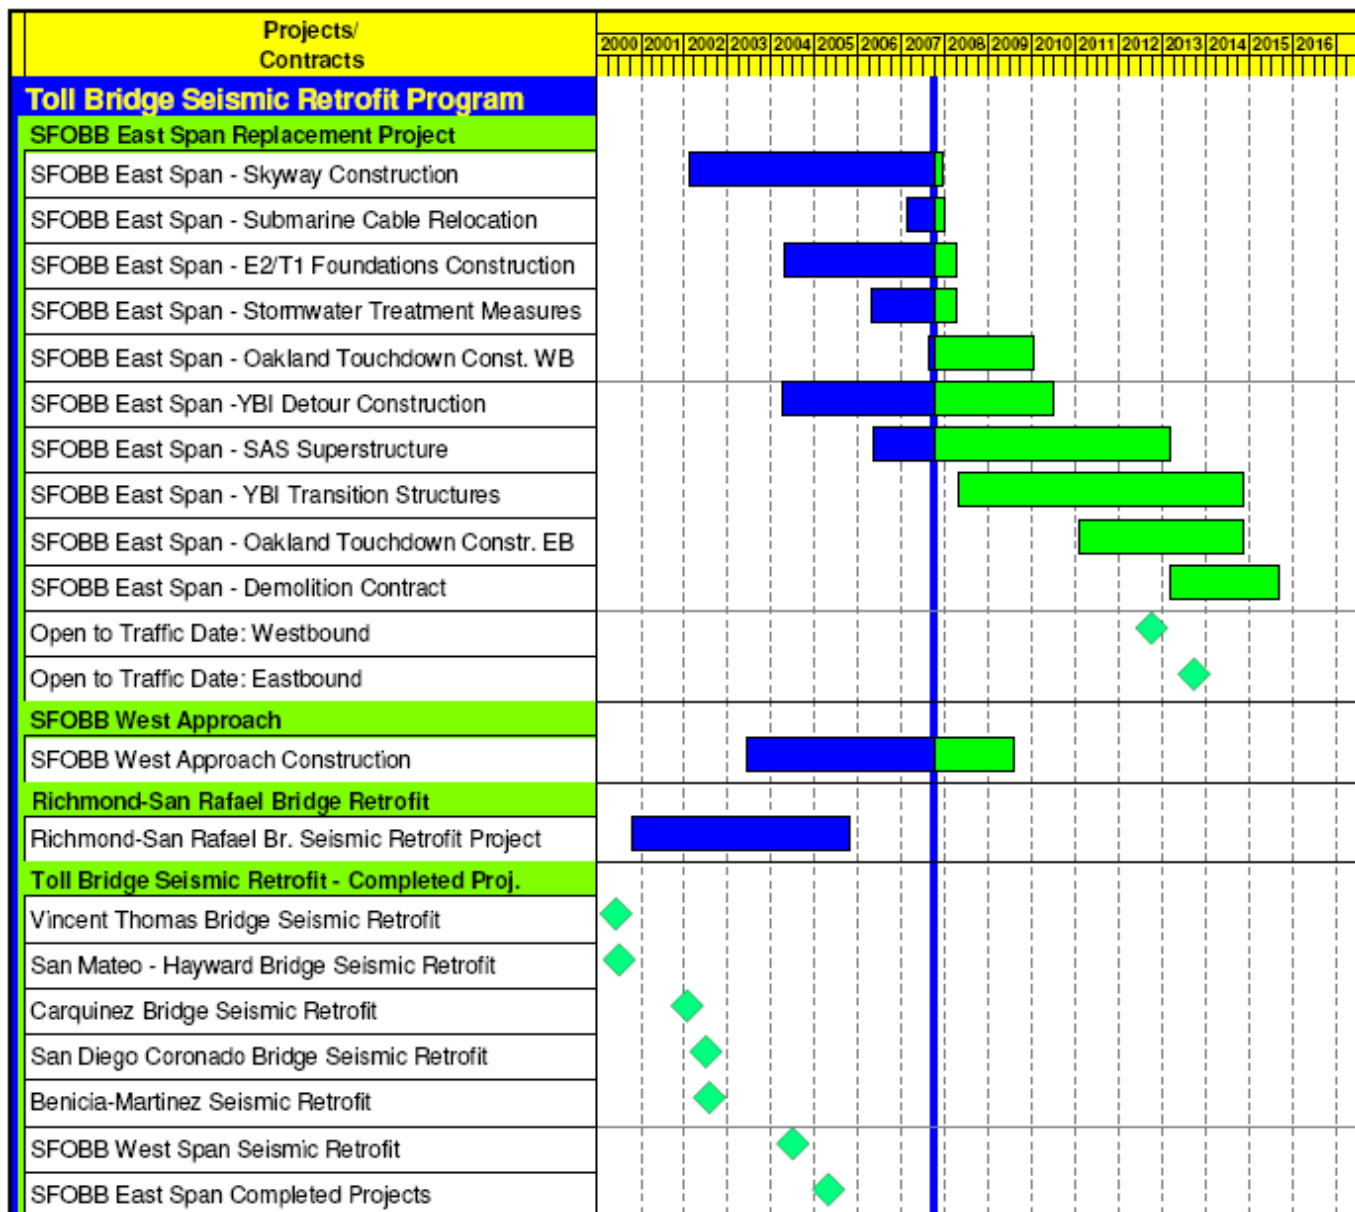 Projects/
Contracts
2000 2001 2002 2003 2004 2005 2006 2007 2008 2009 2010 2011 2012 2013 2014 2015 2016
Toll Bridge Seismic Retrofit Program
SFOBB East Span Replacement Project
SFOBB East Span - Skyway Construction
SFOBB East Span - Submarine Cable Relocation
SFOBB East Span - E2/T1 Foundations Construction
SFOBB East Span - Stormwater Treatment Measures
SFOBB East Span - Oakland Touchdown Const. WB
SFOBB East Span -YBI Detour Construction
SFOBB East Span - SAS Superstructure
SFOBB East Span - YBI Transition Structures
SFOBB East Span - Oakland Touchdown Constr. EB
SFOBB East Span - Demolition Contract
Open to Traffic Date: Westbound
Open to Traffic Date: Eastbound
SFOBB West Approach
SFOBB West Approach Construction
Richmond-San Rafael Bridge Retrofit
Richmond-San Rafael Br. Seismic Retrofit Project
Toll Bridge Seismic Retrofit - Completed Proj.
Vincent Thomas Bridge Seismic Retrofit
San Mateo - Hayward Bridge Seismic Retrofit
Carquinez Bridge Seismic Retrofit
San Diego Coronado Bridge Seismic Retrofit
Benicia-Martinez Seismic Retrofit
SFOBB West Span Seismic Retrofit
SFOBB East Span Completed Projects